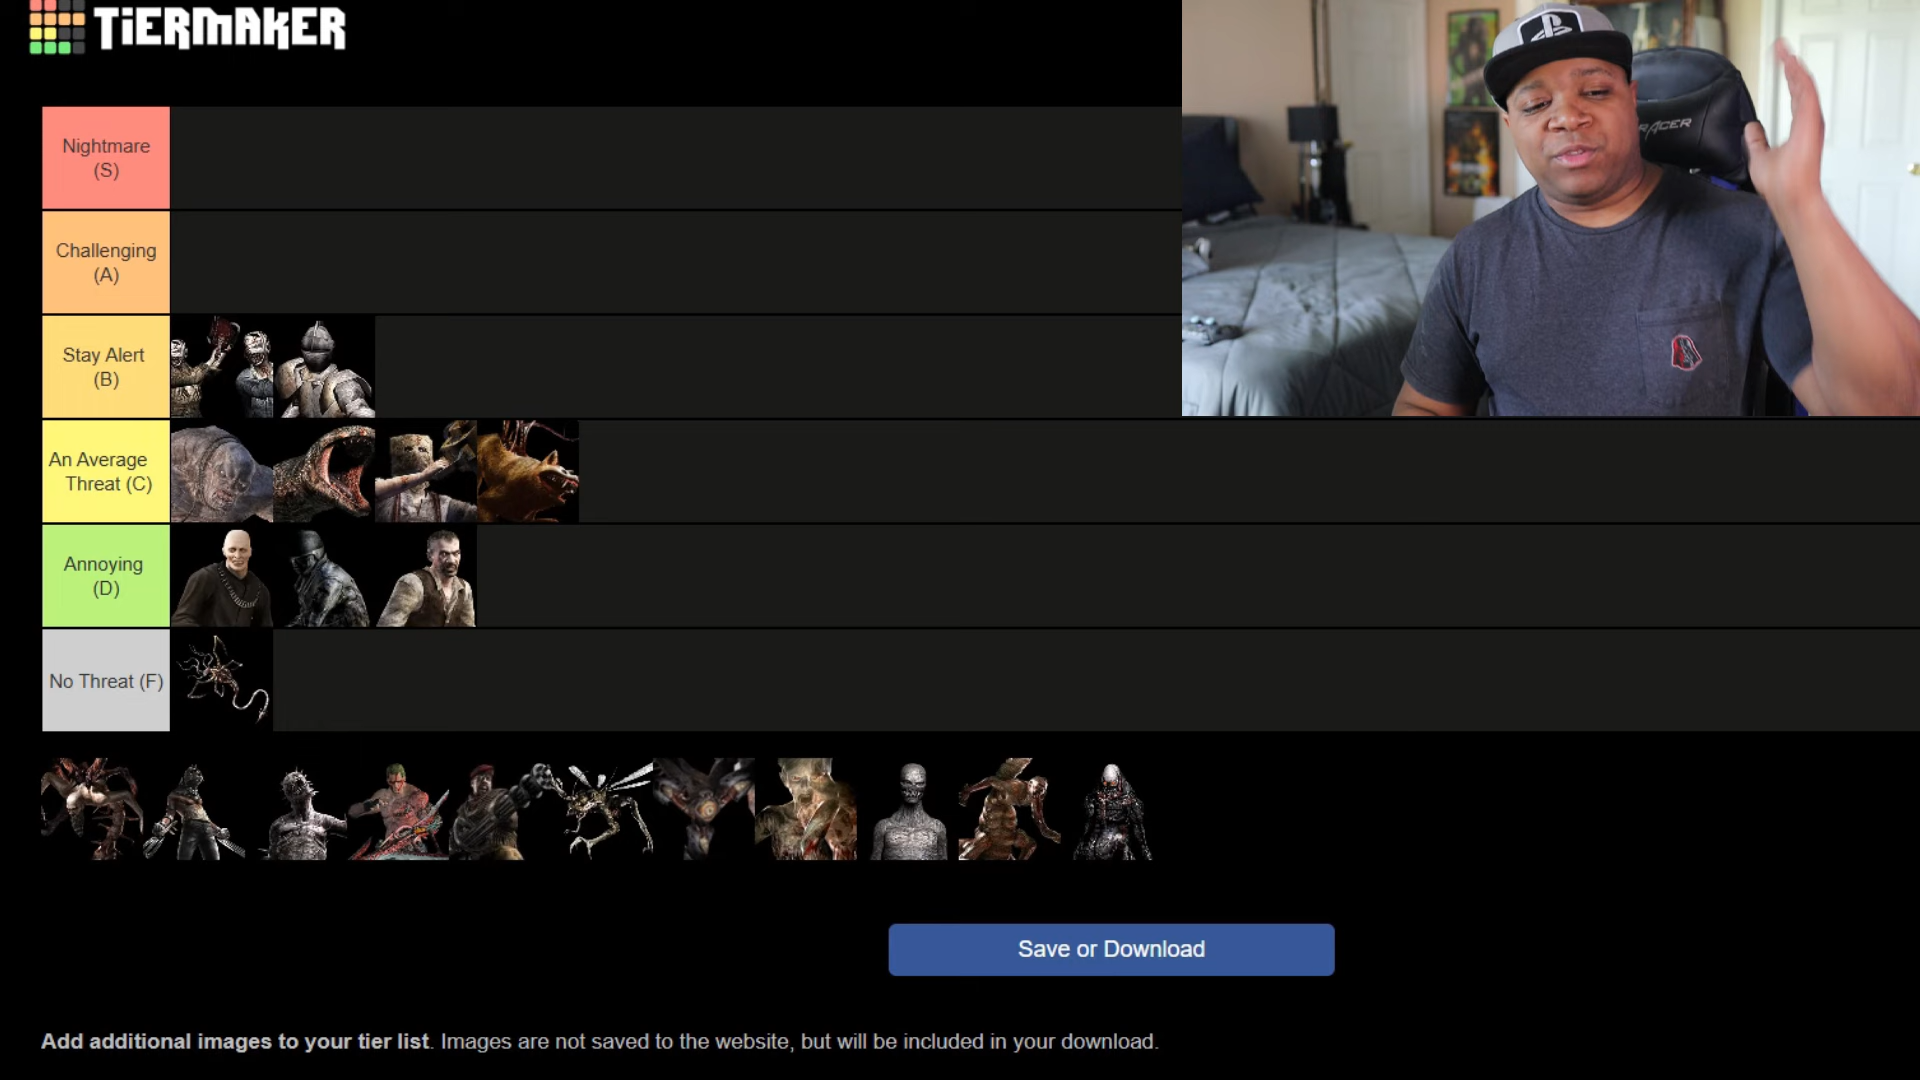 TiERMAKER
Nightmare
(S)
Challenging
(A)
Stay Alert
(B)
An Average
Threat (C)
Annoying
(D)
No Threat (F)
RACER
Save or Download
Add additional images to your tier list. Images are not saved to the website, but will be included in your download.